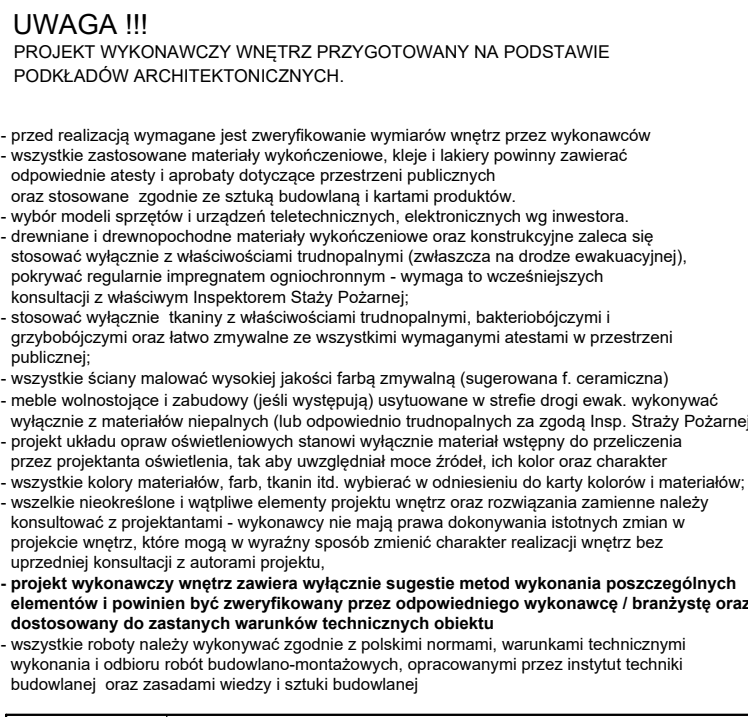 UWAGA !!!
PROJEKT WYKONAWCZY WNĘTRZ PRZYGOTOWANY NA PODSTAWIE
PODKŁADÓW ARCHITEKTONICZNYCH.
- przed realizacją wymagane jest zweryfikowanie wymiarów wnętrz przez wykonawców
- wszystkie zastosowane materiały wykończeniowe, kleje i lakiery powinny zawierać
odpowiednie atesty i aprobaty dotyczące przestrzeni publicznych
oraz stosowane zgodnie ze sztuką budowlaną i kartami produktów.
- wybór modeli sprzętów i urządzeń teletechnicznych, elektronicznych wg inwestora.
- drewniane i drewnopochodne materiały wykończeniowe oraz konstrukcyjne zaleca się
stosować wyłącznie z właściwościami trudnopalnymi (zwłaszcza na drodze ewakuacyjnej),
pokrywać regularnie impregnatem ogniochronnym - wymaga to wcześniejszych
konsultacji z właściwym Inspektorem Staży Pożarnej;
- stosować wyłącznie tkaniny z właściwościami trudnopalnymi, bakteriobójczymi i
grzybobójczymi oraz łatwo zmywalne ze wszystkimi wymaganymi atestami w przestrzeni
publicznej;
- wszystkie ściany malować wysokiej jakości farbą zmywalną (sugerowana f. ceramiczna)
- meble wolnostojące i zabudowy (jeśli występują) usytuowane w strefie drogi ewak. wykonywać
wyłącznie z materiałów niepalnych (lub odpowiednio trudnopalnych za zgodą Insp. Straży Pożarnej
- projekt układu opraw oświetleniowych stanowi wyłącznie materiał wstępny do przeliczenia
przez projektanta oświetlenia, tak aby uwzględniał moce źródeł, ich kolor oraz charakter
- wszystkie kolory materiałów, farb, tkanin itd. wybierać w odniesieniu do karty kolorów i materiałów;
- wszelkie nieokreślone i wątpliwe elementy projektu wnętrz oraz rozwiązania zamienne należy
konsultować z projektantami - wykonawcy nie mają prawa dokonywania istotnych zmian w
projekcie wnętrz, które mogą w wyraźny sposób zmienić charakter realizacji wnętrz bez
uprzedniej konsultacji z autorami projektu,
- projekt wykonawczy wnętrz zawiera wyłącznie sugestie metod wykonania poszczególnych
elementów i powinien być zweryfikowany przez odpowiedniego wykonawcę / branżystę oraz
dostosowany do zastanych warunków technicznych obiektu
- wszystkie roboty należy wykonywać zgodnie z polskimi normami, warunkami technicznymi
wykonania i odbioru robót budowlano-montażowych, opracowanymi przez instytut techniki
budowlanej oraz zasadami wiedzy i sztuki budowlanej